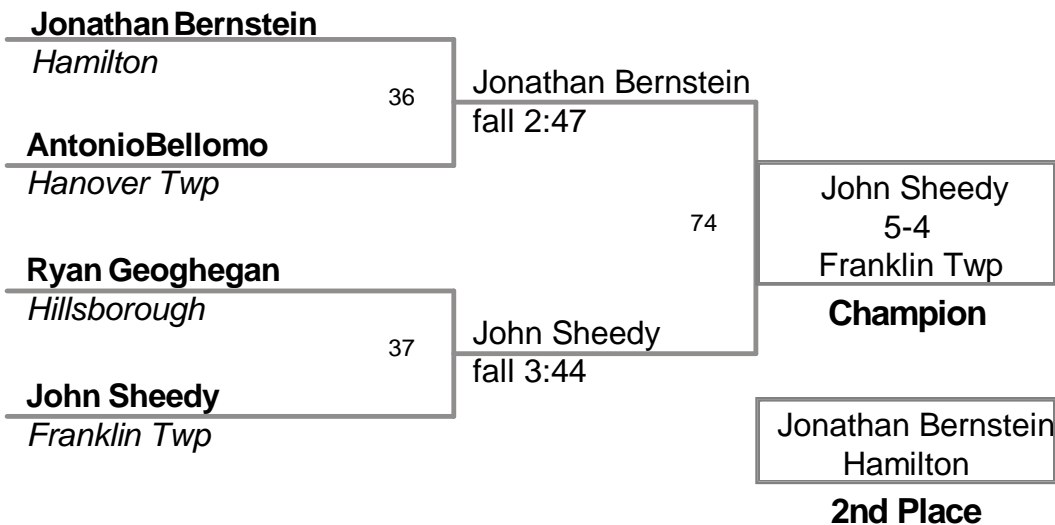 Jonathan Bernstein
Hamilton
36
Jonathan Bernstein
fall 2:47
AntonioBellomo
Hanover Twp
74
John Sheedy
5-4
Franklin Twp
Champion
Ryan Geoghegan
Hillsborough
37
John Sheedy
fall 3:44
John Sheedy
Franklin Twp
Jonathan Bernstein
Hamilton
2nd Place